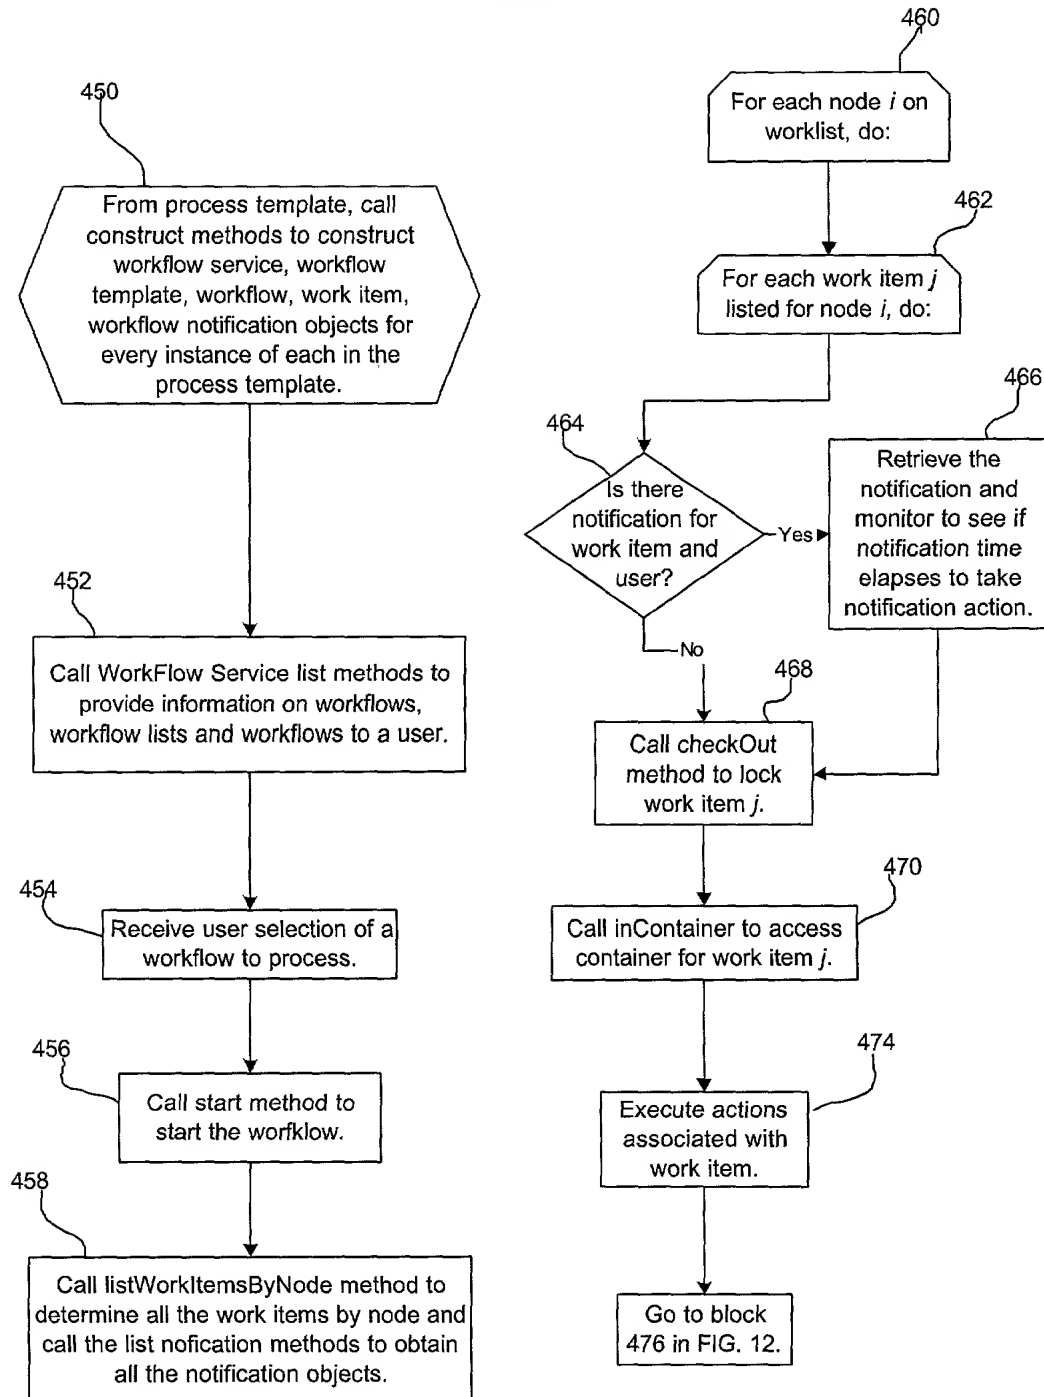 450
From process template, call
construct methods to construct
workflow service, workflow
template, workflow, work item,
workflow notification objects for
every instance of each in the
process template.
452
Call WorkFlow Service list methods to
provide information on workflows,
workflow lists and workflows to a user.
454
Receive user selection of a
workflow to process.
456
Call start method to
start the worfklow.
458
Call listWorkItemsByNode method to
determine all the work items by node and
call the list nofication methods to obtain
all the notification objects.
460
For each node i on
worklist, do:
462
For each work item j
listed for node i, do:
464
Is there
notification for
work item and
user?
Yes
No
466
Retrieve the
notification and
monitor to see if
notification time
elapses to take
notification action.
468
Call checkOut
method to lock
work item j.
470
Call inContainer to access
container for work item j.
474
Execute actions
associated with
work item.
Go to block
476 in FIG. 12.